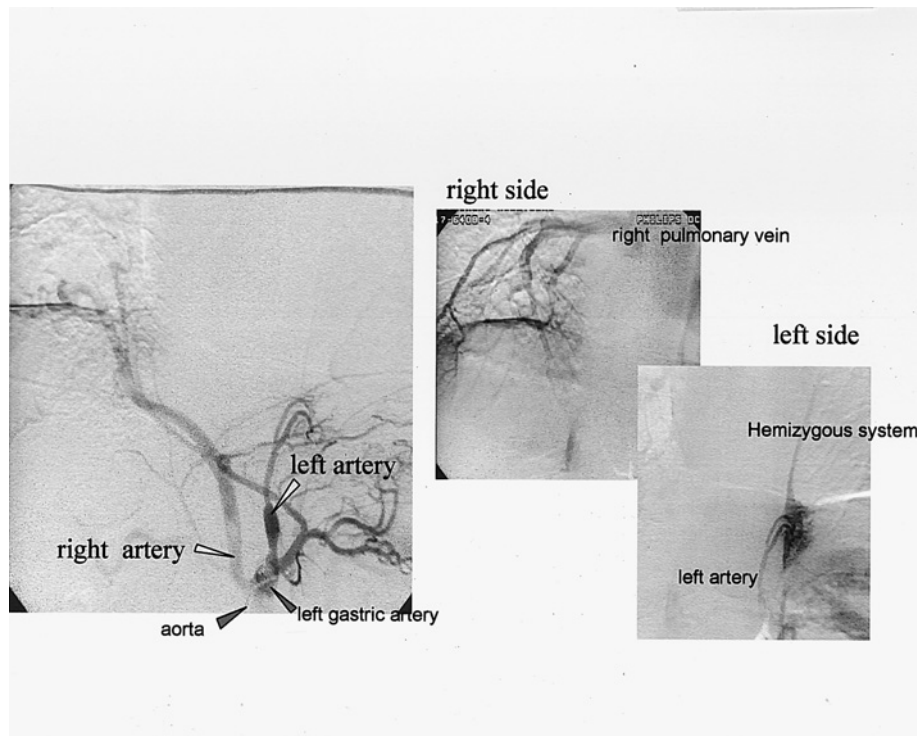 right side
right pulmonary vein
left side
Hemizygous system
left artery
left artery
right artery
left gastric artery
aorta